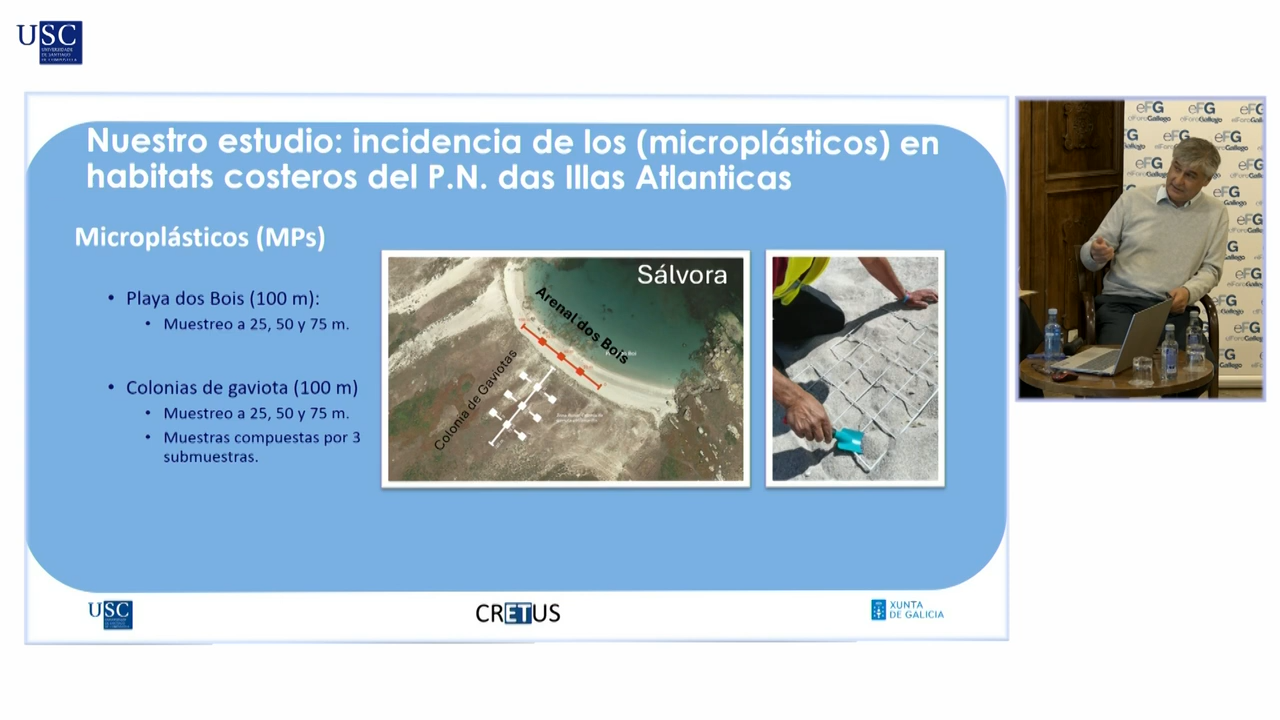 USC
UNIVERSIDADE
DE SANTIAGO
DE COMPOSTELA
Nuestro estudio: incidencia de los (microplásticos) en
habitats costeros del P.N. das Illas Atlanticas
Microplásticos (MPs)
• Playa dos Bois (100 m):
• Muestreo a 25, 50 y 75 m.
• Colonias de gaviota (100 m)
• Muestreo a 25, 50 y 75 m.
• Muestras compuestas por 3
submuestras.
Sálvora
Arenal dos Bois
Colonia de Gaviotas
USC
CRETUS
XUNTA
DE GALICIA
eFG
elForoGallego